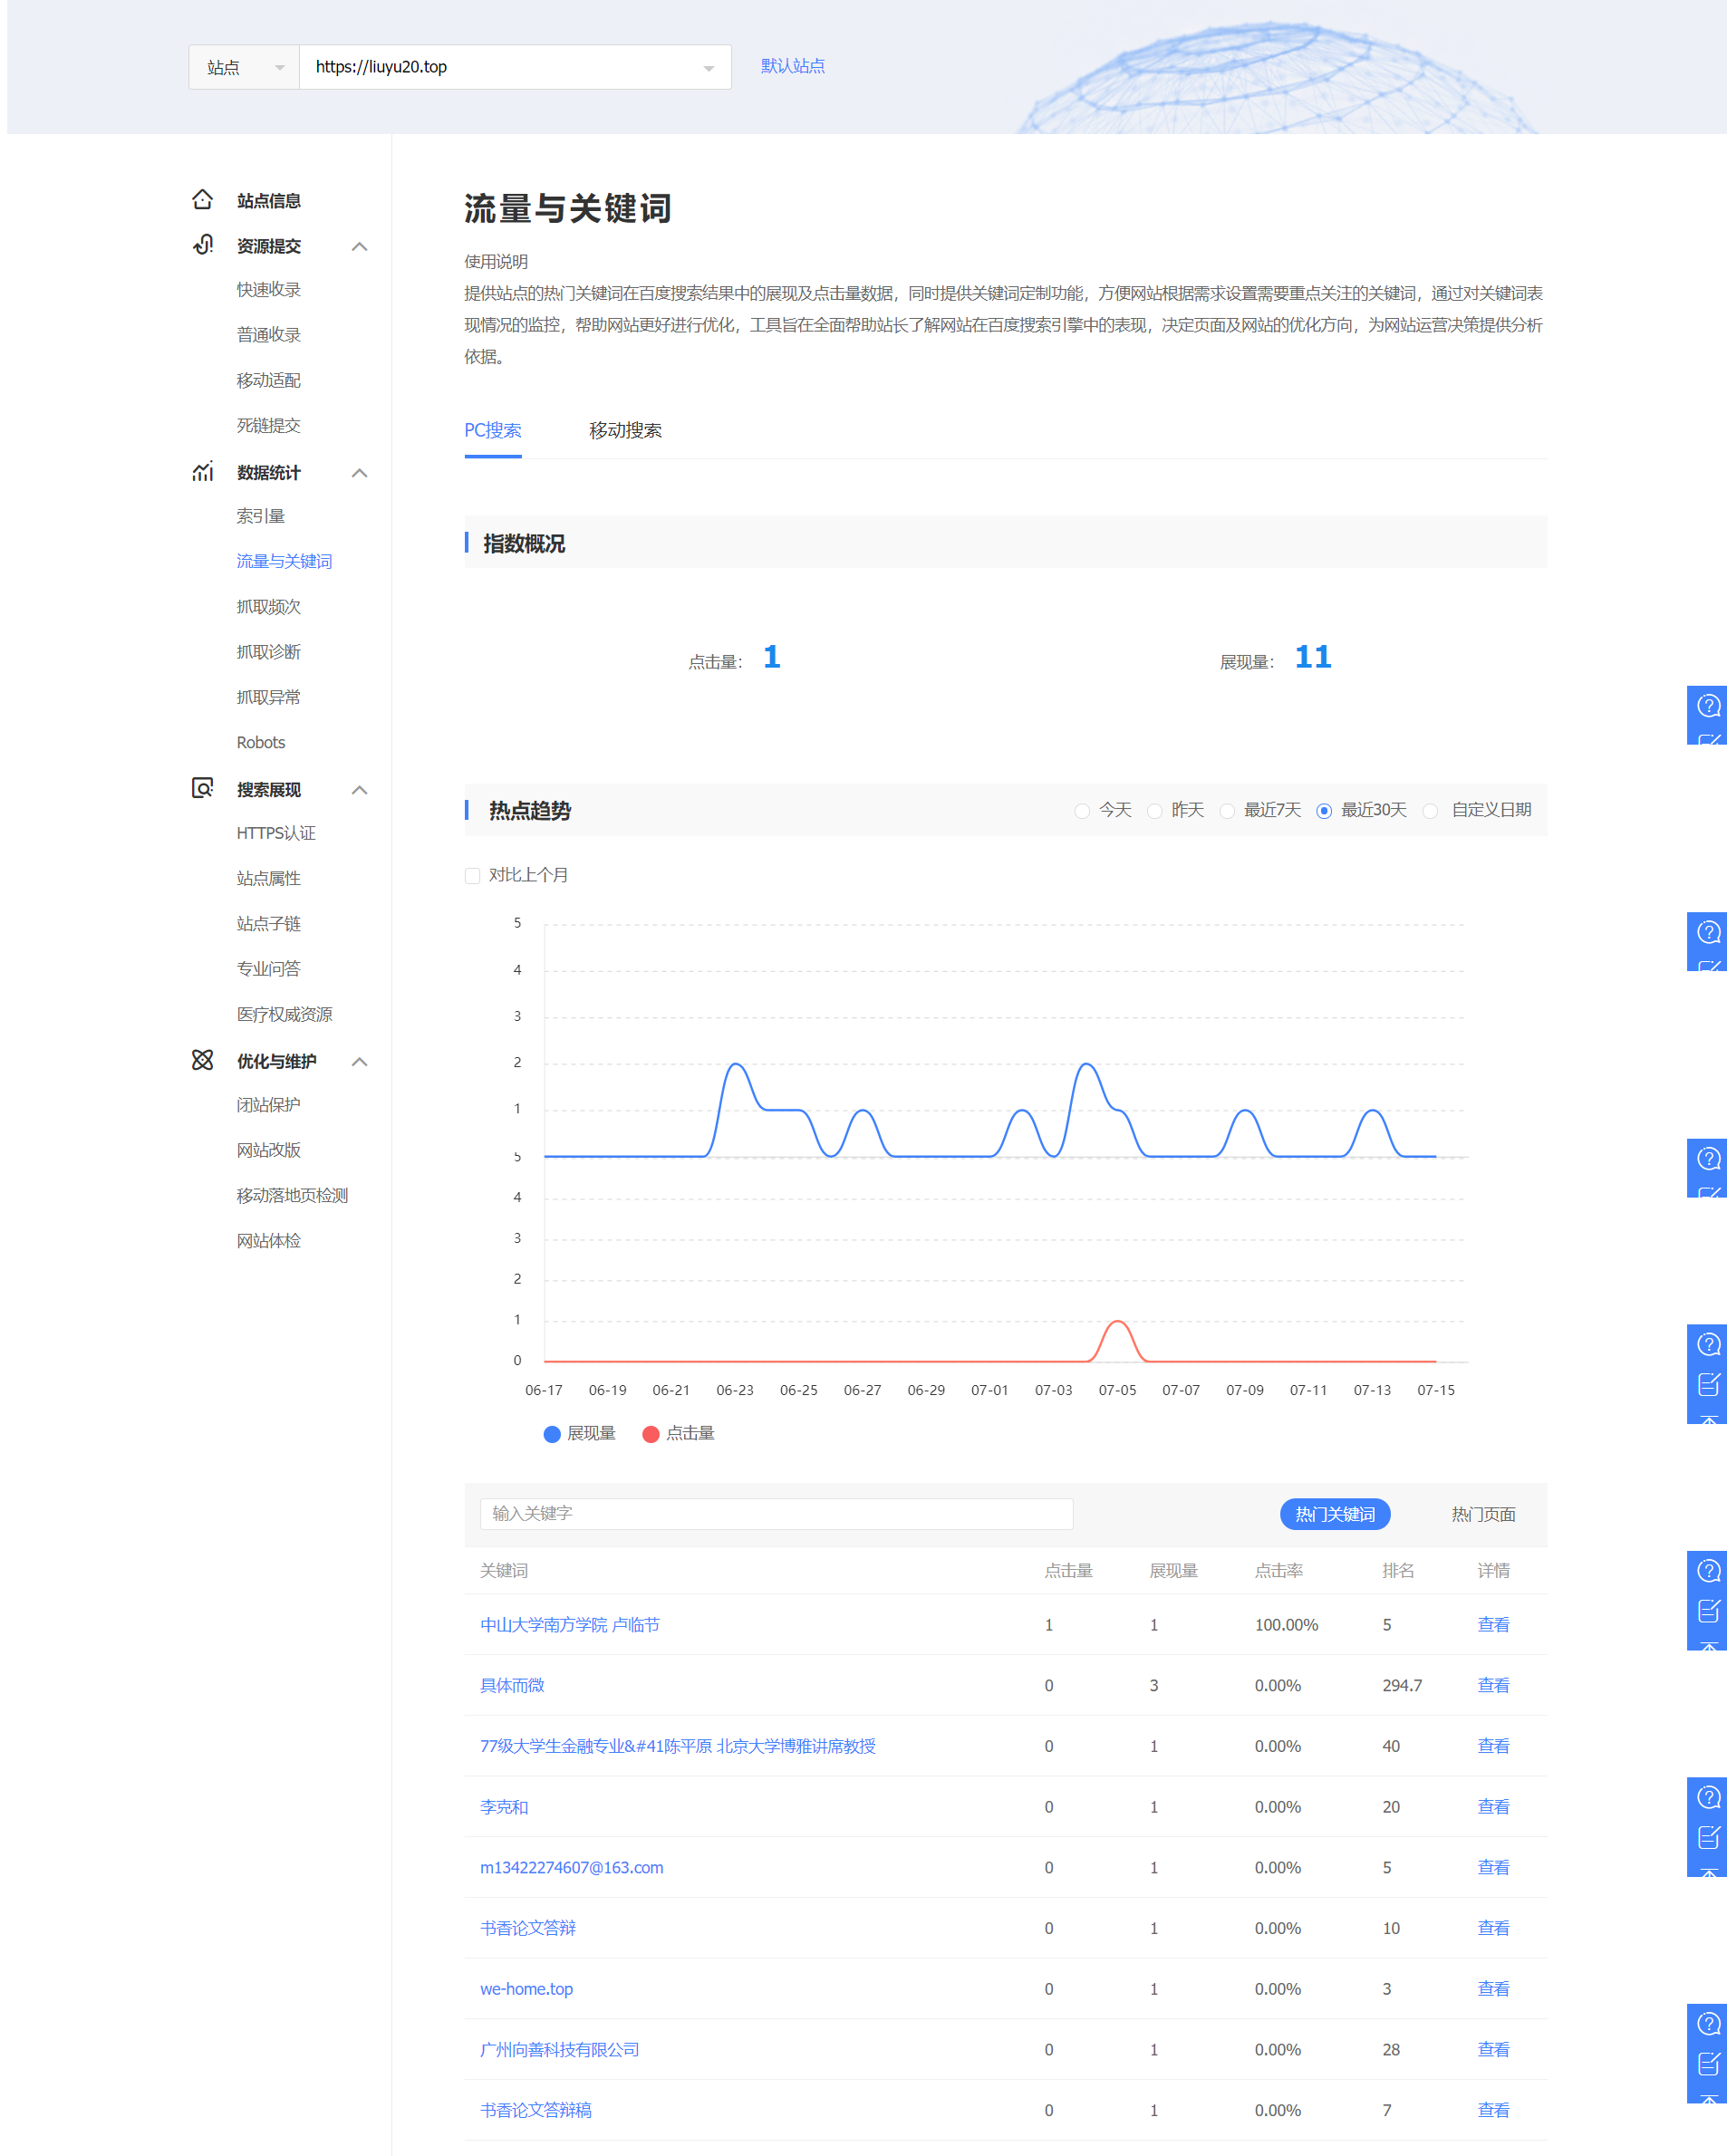 站点
https://liuyu20.top
默认站点
站点信息
资源提交
快速收录
普通收录
移动适配
死链提交
数据统计
索引量
流量与关键词
抓取频次
抓取诊断
抓取异常
Robots
搜索展现
HTTPS认证
站点属性
站点子链
专业问答
医疗权威资源
优化与维护
闭站保护
网站改版
移动落地页检测
网站体检
流量与关键词
使用说明
提供站点的热门关键词在百度搜索结果中的展现及点击量数据，同时提供关键词定制功能，方便网站根据需求设置需要重点关注的关键词，通过对关键词表
现情况的监控，帮助网站更好进行优化，工具旨在全面帮助站长了解网站在百度搜索引擎中的表现，决定页面及网站的优化方向，为网站运营决策提供分析
依据。
PC搜索 移动搜索
指数概况
点击量： 1 展现量： 11
热点趋势 今天 昨天 最近7天 最近30天 自定义日期
对比上个月
5
4
3
2
1
5
4
3
2
1
0
06-17 06-19 06-21 06-23 06-25 06-27 06-29 07-01 07-03 07-05 07-07 07-09 07-11 07-13 07-15
展现量 点击量
输入关键字 热门关键词 热门页面
关键词 点击量 展现量 点击率 排名 详情
中山大学南方学院 卢临节 1 1 100.00% 5 查看
具体而微 0 3 0.00% 294.7 查看
77级大学生金融专业&#41陈平原 北京大学博雅讲席教授 0 1 0.00% 40 查看
李克和 0 1 0.00% 20 查看
m13422274607@163.com 0 1 0.00% 5 查看
书香论文答辩 0 1 0.00% 10 查看
we-home.top 0 1 0.00% 3 查看
广州向善科技有限公司 0 1 0.00% 28 查看
书香论文答辩稿 0 1 0.00% 7 查看